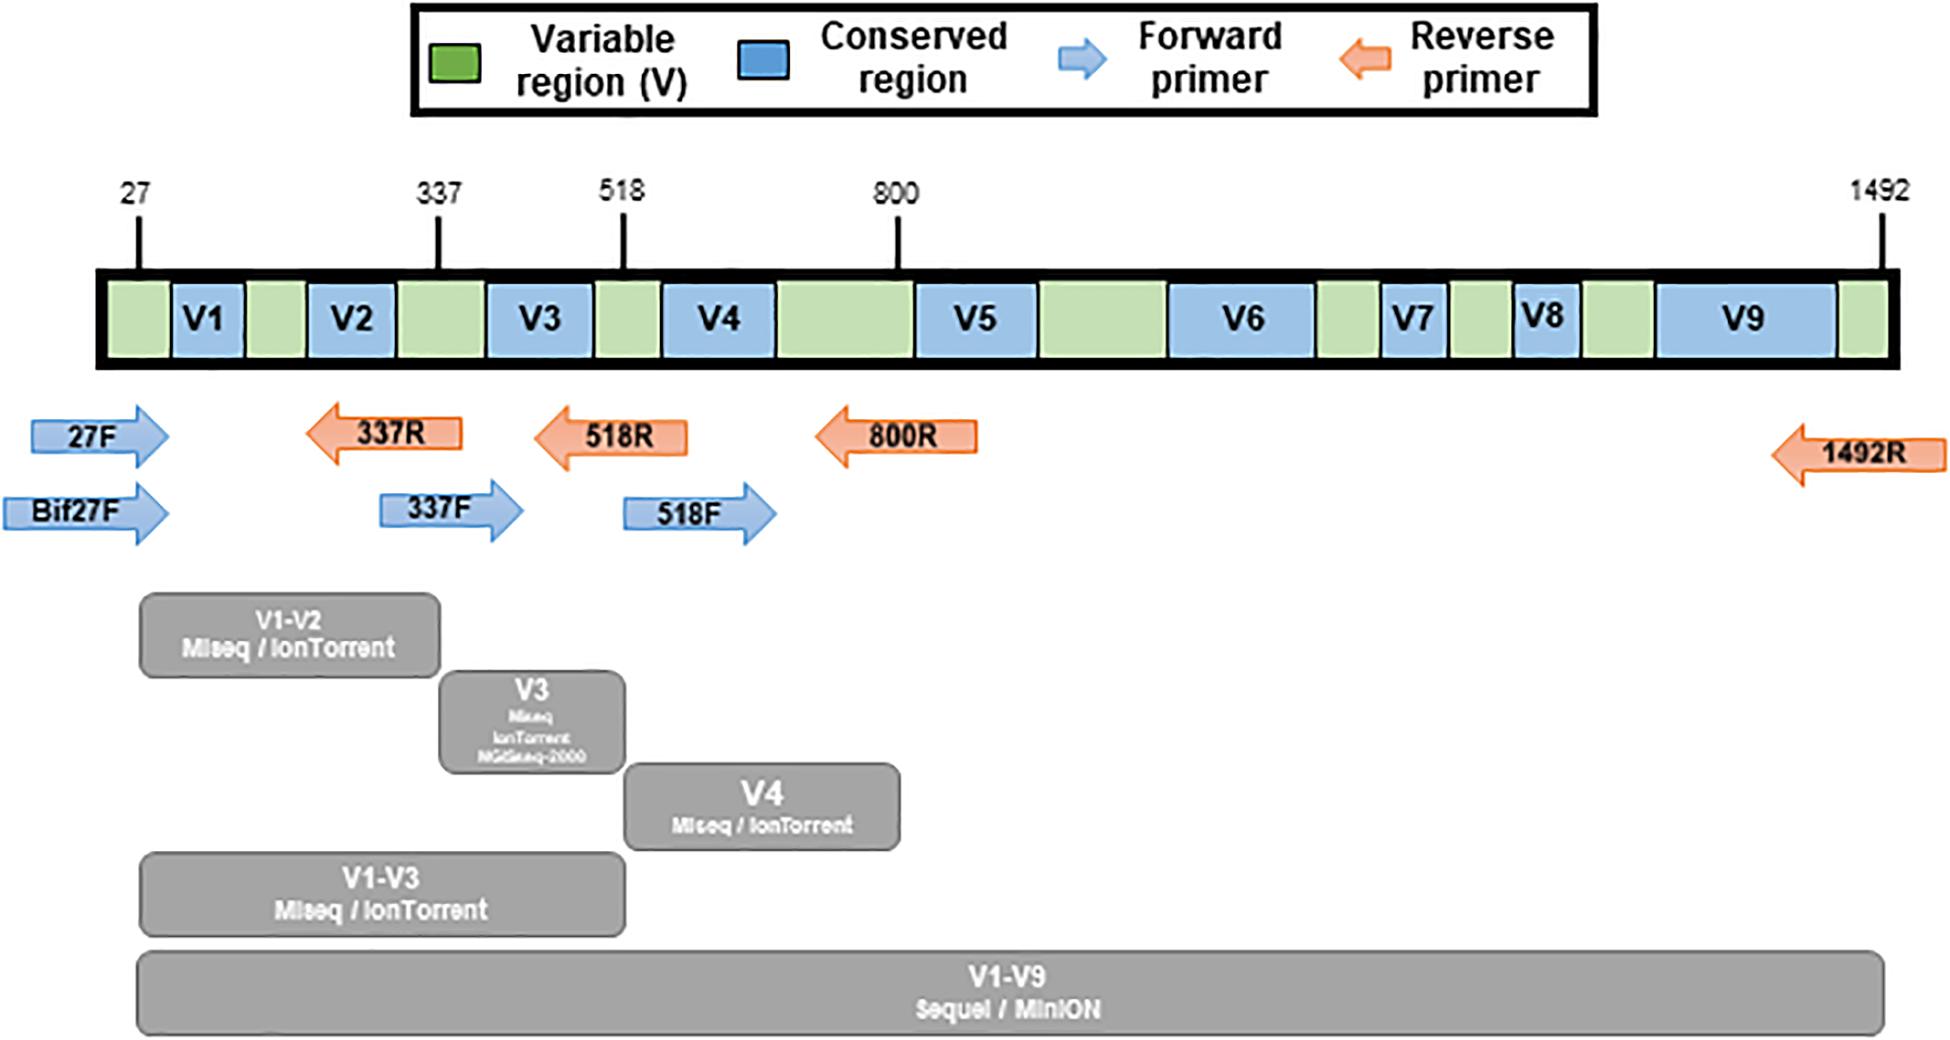 Variable
region (V)
Conserved
region
Forward
primer
Reverse
primer
27
337
518
800
1492
V1
V2
V3
V4
V5
V6
V7
V8
V9
27F
337R
518R
800R
1492R
Bif27F
337F
518F
V1-V2
Miseq / IonTorrent
V3
Miseq
IonTorrent
MGISeq-2000
V4
Miseq / IonTorrent
V1-V3
Miseq / IonTorrent
V1-V9
Sequel / MinION